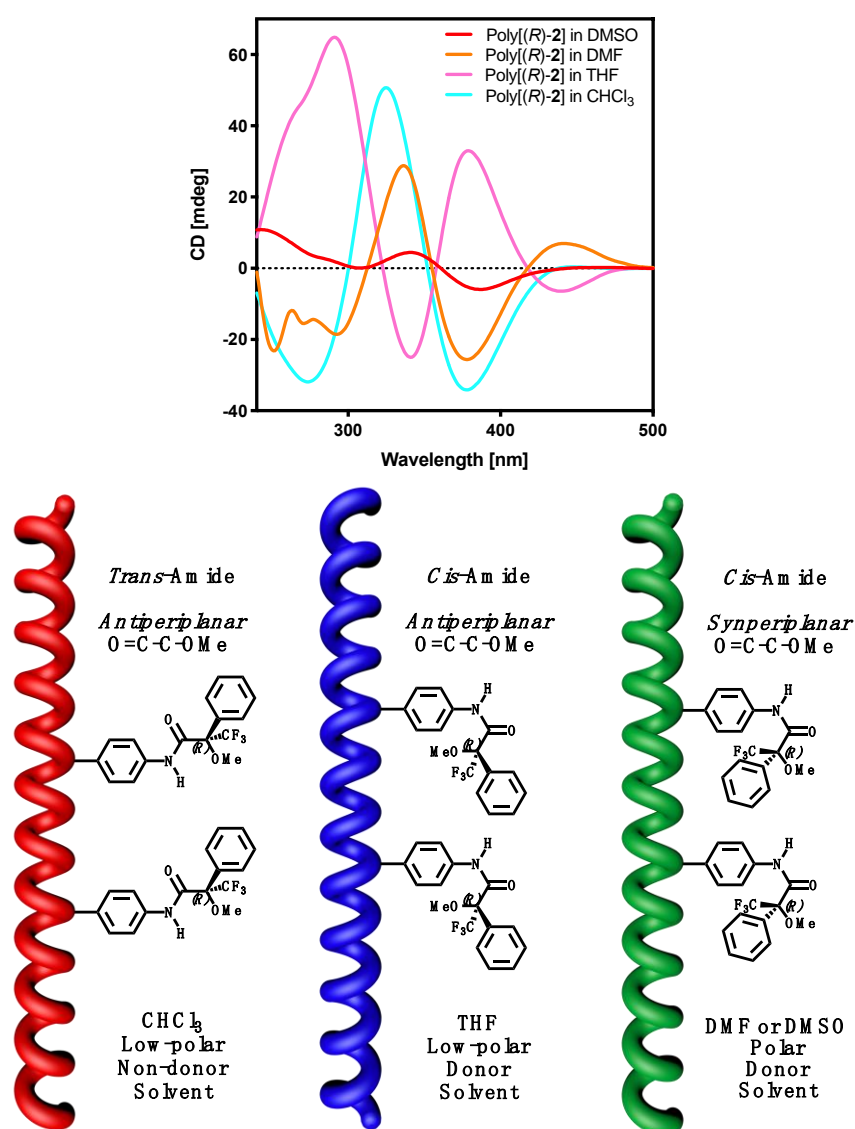 60
40
20
0
-20
-40
CD [mdeg]
Poly[(R)-2] in DMSO
Poly[(R)-2] in DMF
Poly[(R)-2] in THF
Poly[(R)-2] in CHCl₃
300
400
500
Wavelength [nm]
Trans-Amide
Antiperiplanar
O=C-C-OMe
O
CF₃
(R)
OMe
N
H
O
CF₃
(R)
OMe
N
H
CHCl₃
Low-polar
Non-donor
Solvent
Cis-Amide
Antiperiplanar
O=C-C-OMe
H
N
O
MeO
(R)
F₃C
H
N
O
MeO
(R)
F₃C
THF
Low-polar
Donor
Solvent
Cis-Amide
Synperiplanar
O=C-C-OMe
H
N
O
F₃C
(R)
OMe
H
N
O
F₃C
(R)
OMe
DMF or DMSO
Polar
Donor
Solvent